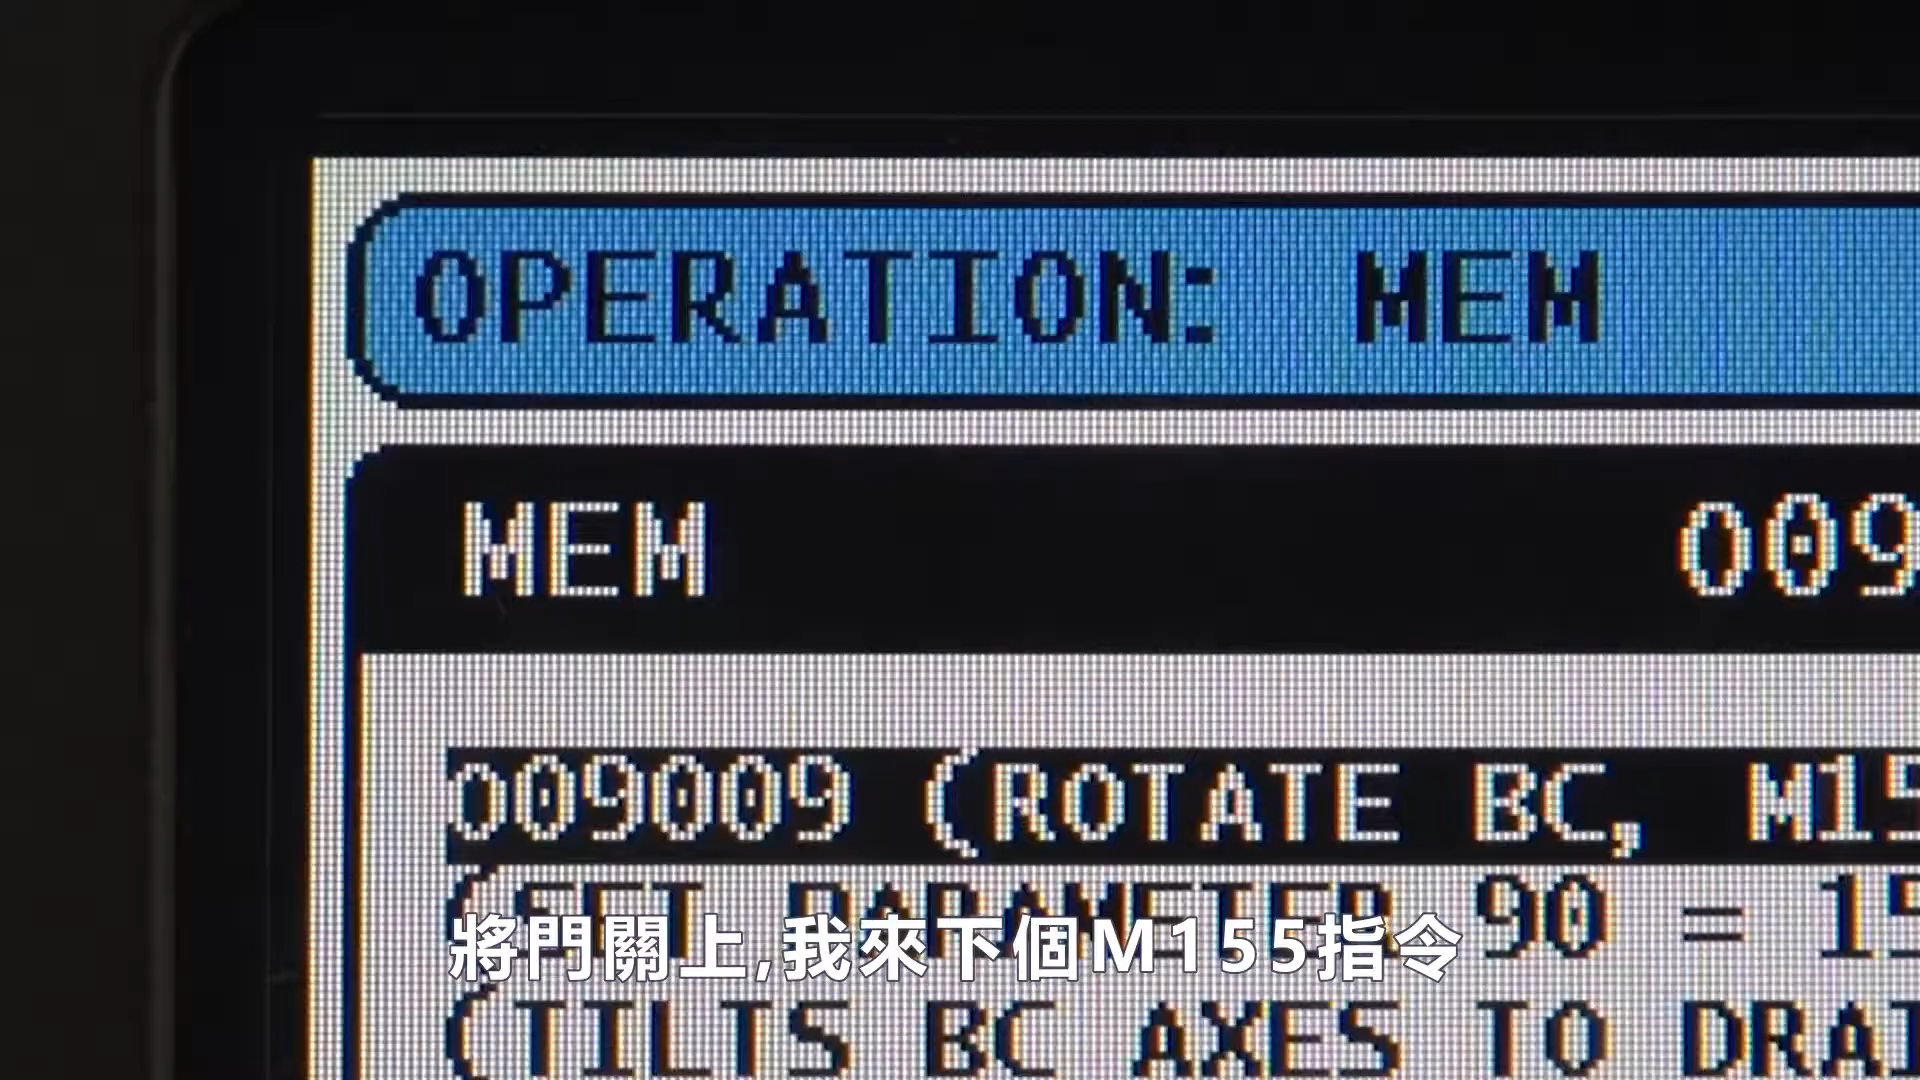 OPERATION: MEM
MEM O09
O09009 (ROTATE BC, M15
(SET PARAMETER 90 = 15
將門關上,我來下個M155指令
(TILTS BC AXES TO DRAI